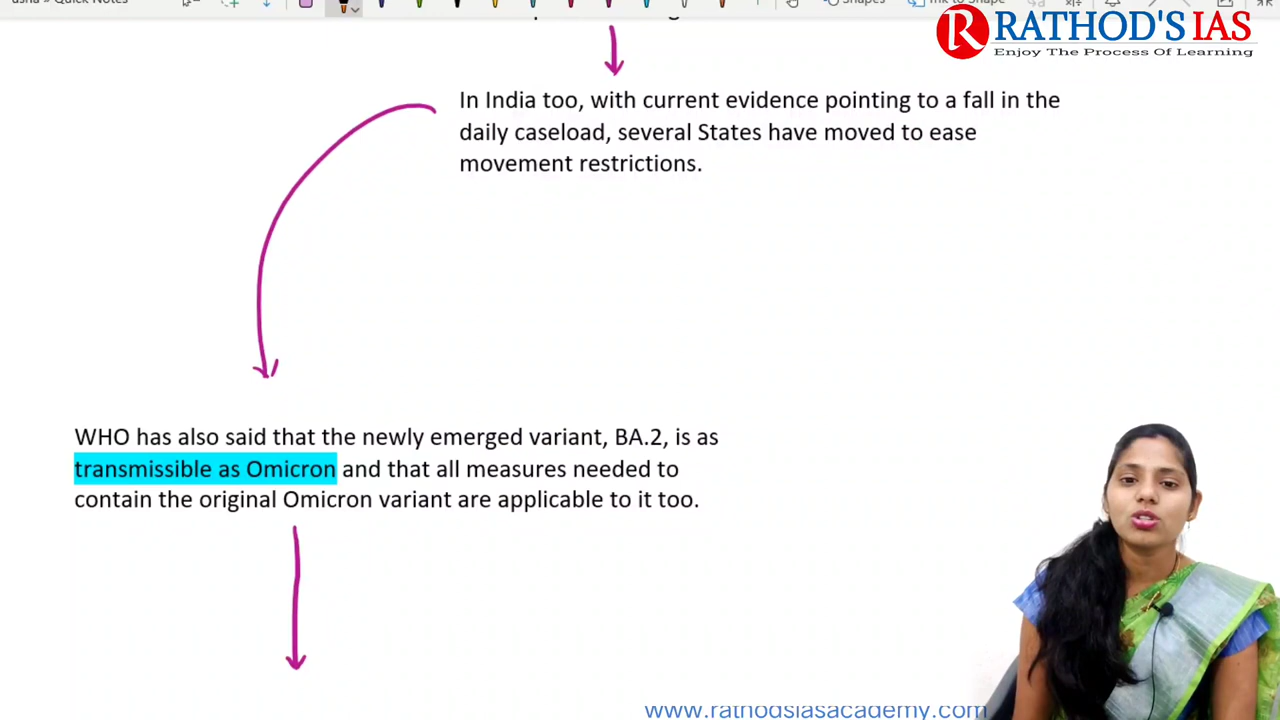 RATHOD'S IAS
Enjoy The Process Of Learning
In India too, with current evidence pointing to a fall in the
daily caseload, several States have moved to ease
movement restrictions.
WHO has also said that the newly emerged variant, BA.2, is as
transmissible as Omicron and that all measures needed to
contain the original Omicron variant are applicable to it too.
www.rathodsiasacademy.com